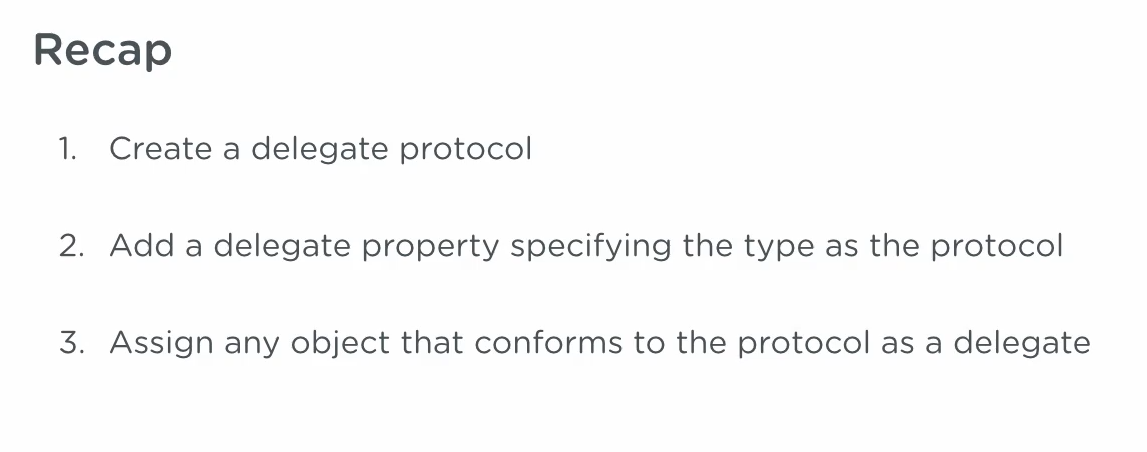 Recap
1. Create a delegate protocol
2. Add a delegate property specifying the type as the protocol
3. Assign any object that conforms to the protocol as a delegate